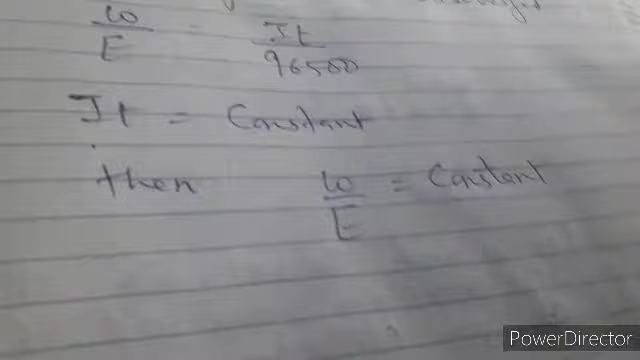 w/E = It/96500
It = Constant
then w/E = Constant
PowerDirector